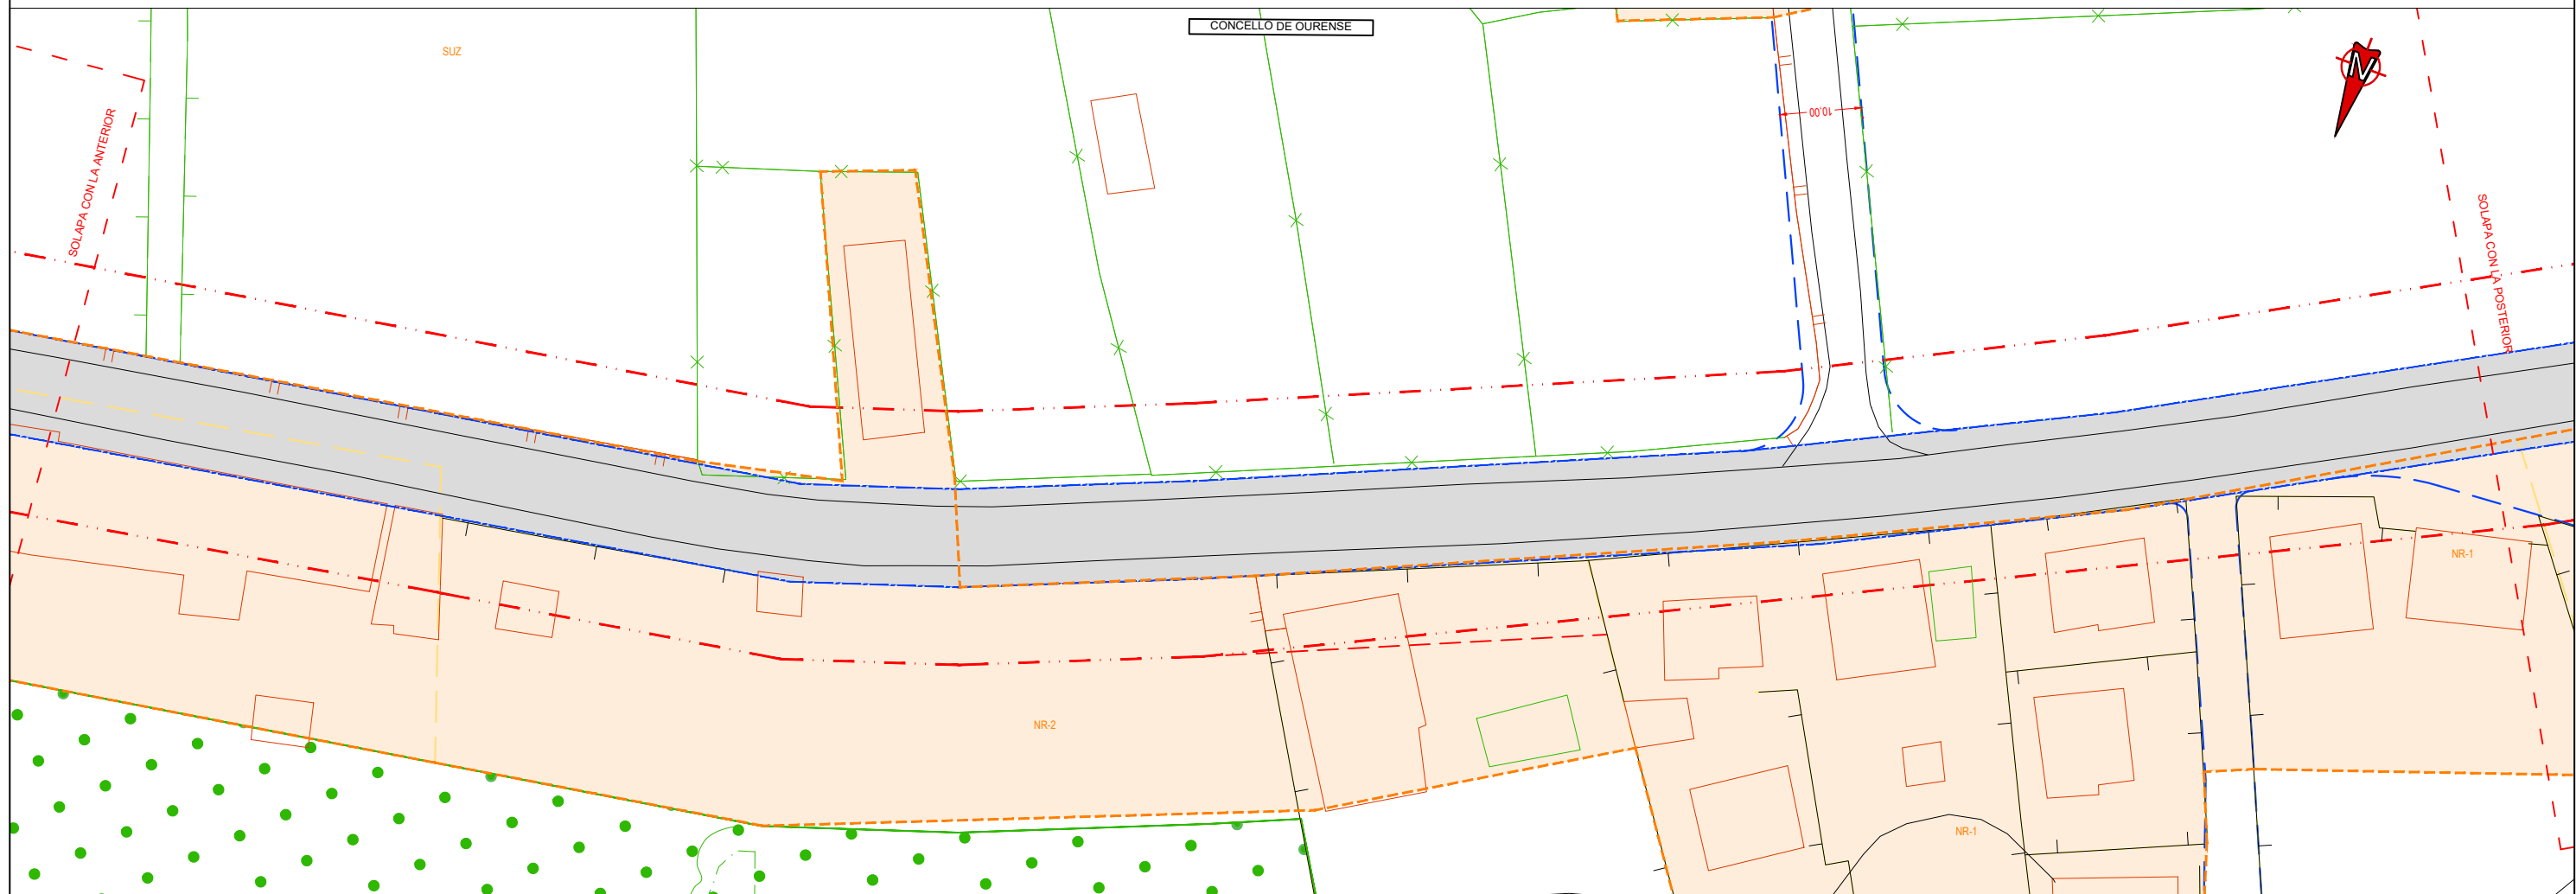 CONCELLO DE OURENSE
SUZ
N
SOLAPA CON LA ANTERIOR
10.00
SOLAPA CON LA POSTERIOR
NR-1
NR-2
NR-1